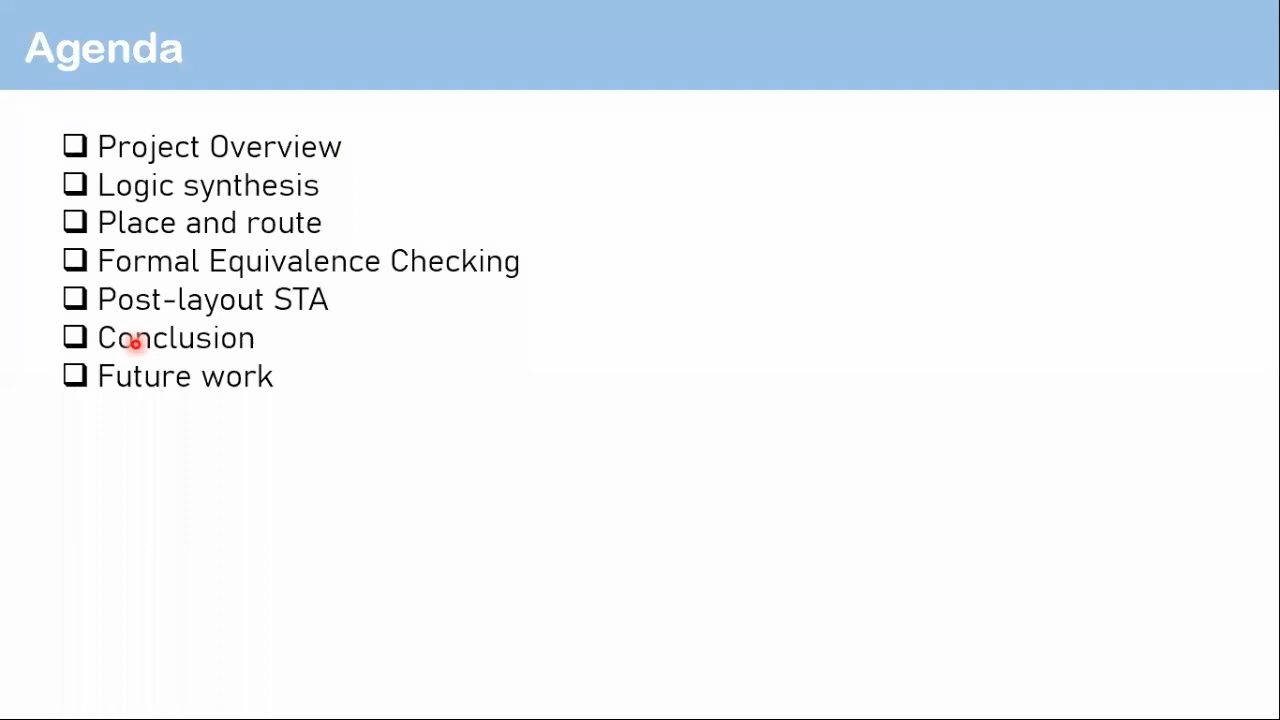 Agenda
Project Overview
Logic synthesis
Place and route
Formal Equivalence Checking
Post-layout STA
Conclusion
Future work